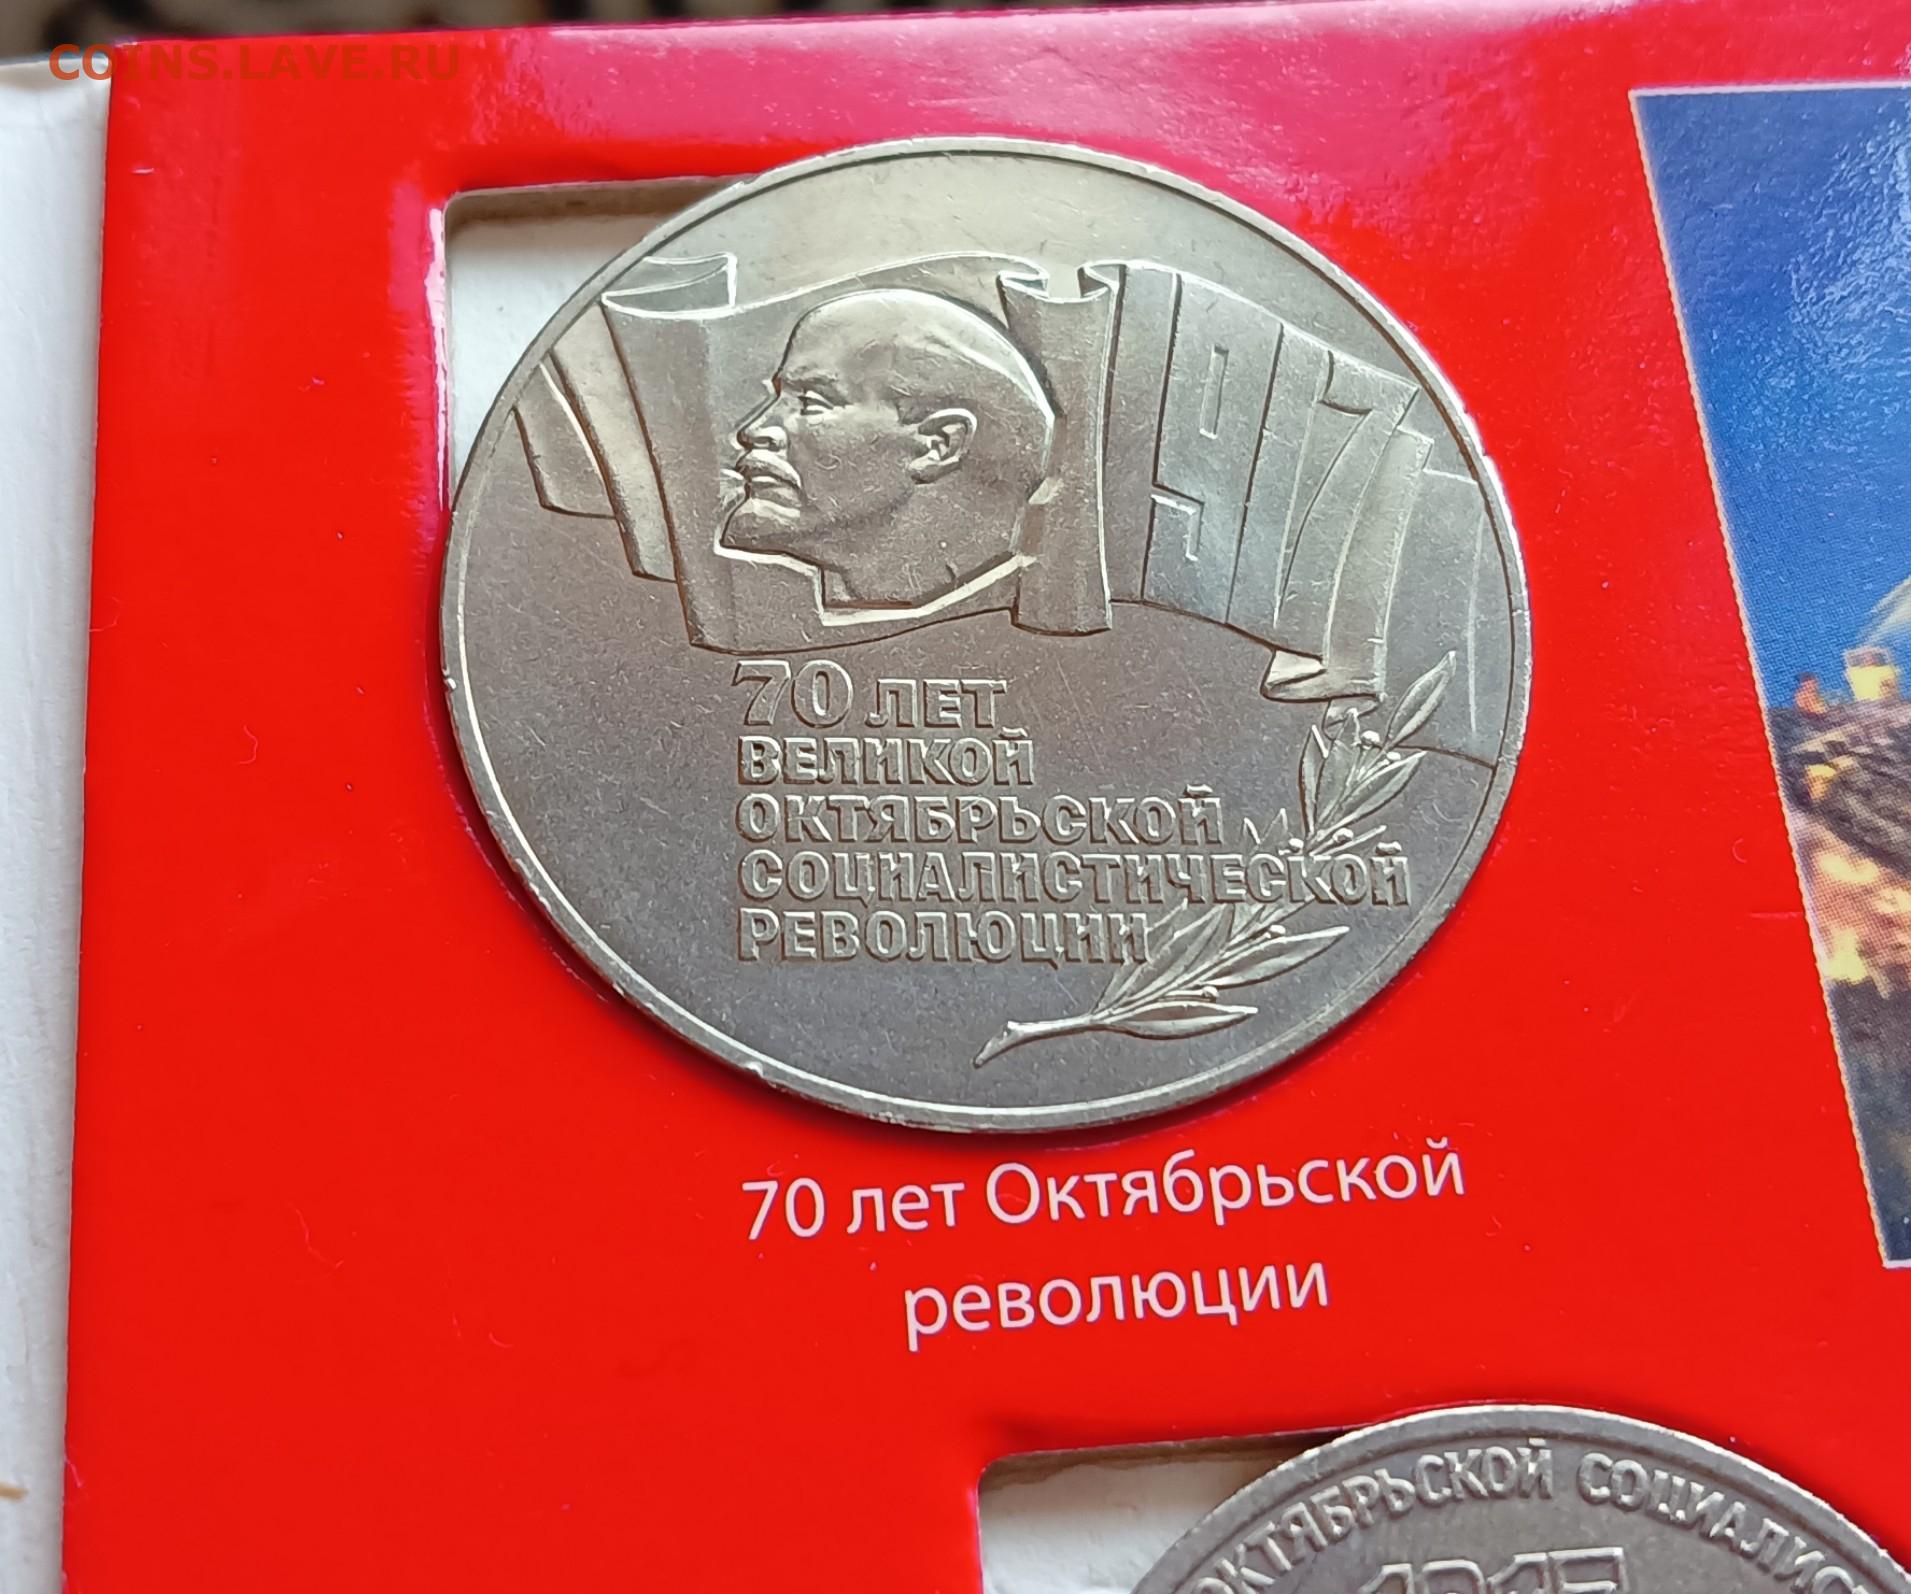 COINS.LAVE.RU
1917
70 ЛЕТ
ВЕЛИКОЙ
ОКТЯБРЬСКОЙ
СОЦИАЛИСТИЧЕСКОЙ
РЕВОЛЮЦИИ
70 лет Октябрьской
революции
ОКТЯБРЬСКОЙ СОЦИАЛИС